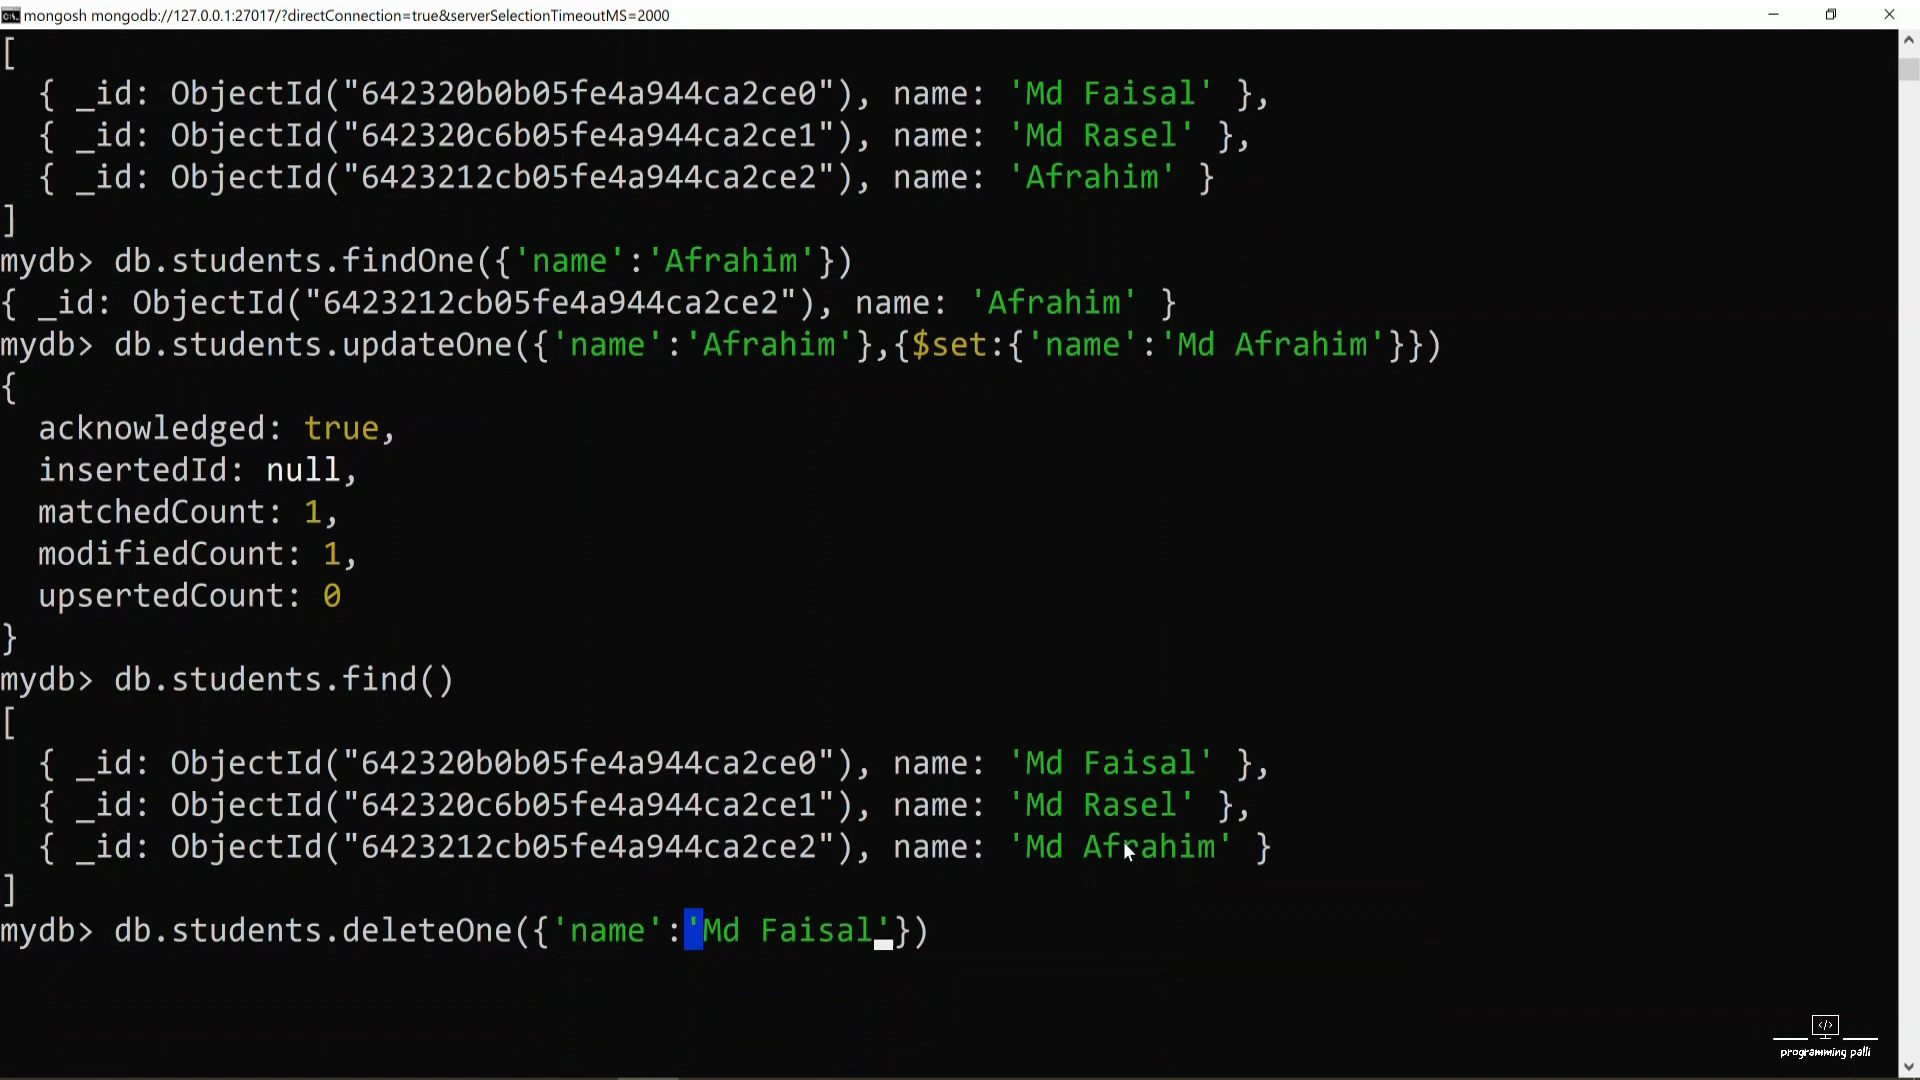 mongosh mongodb://127.0.0.1:27017/?directConnection=true&serverSelectionTimeoutMS=2000
[
  { _id: ObjectId("642320b0b05fe4a944ca2ce0"), name: 'Md Faisal' },
  { _id: ObjectId("642320c6b05fe4a944ca2ce1"), name: 'Md Rasel' },
  { _id: ObjectId("6423212cb05fe4a944ca2ce2"), name: 'Afrahim' }
]
mydb> db.students.findOne({'name':'Afrahim'})
{ _id: ObjectId("6423212cb05fe4a944ca2ce2"), name: 'Afrahim' }
mydb> db.students.updateOne({'name':'Afrahim'},{$set:{'name':'Md Afrahim'}})
{
  acknowledged: true,
  insertedId: null,
  matchedCount: 1,
  modifiedCount: 1,
  upsertedCount: 0
}
mydb> db.students.find()
[
  { _id: ObjectId("642320b0b05fe4a944ca2ce0"), name: 'Md Faisal' },
  { _id: ObjectId("642320c6b05fe4a944ca2ce1"), name: 'Md Rasel' },
  { _id: ObjectId("6423212cb05fe4a944ca2ce2"), name: 'Md Afrahim' }
]
mydb> db.students.deleteOne({'name':'Md Faisal'})
</>
programming palli